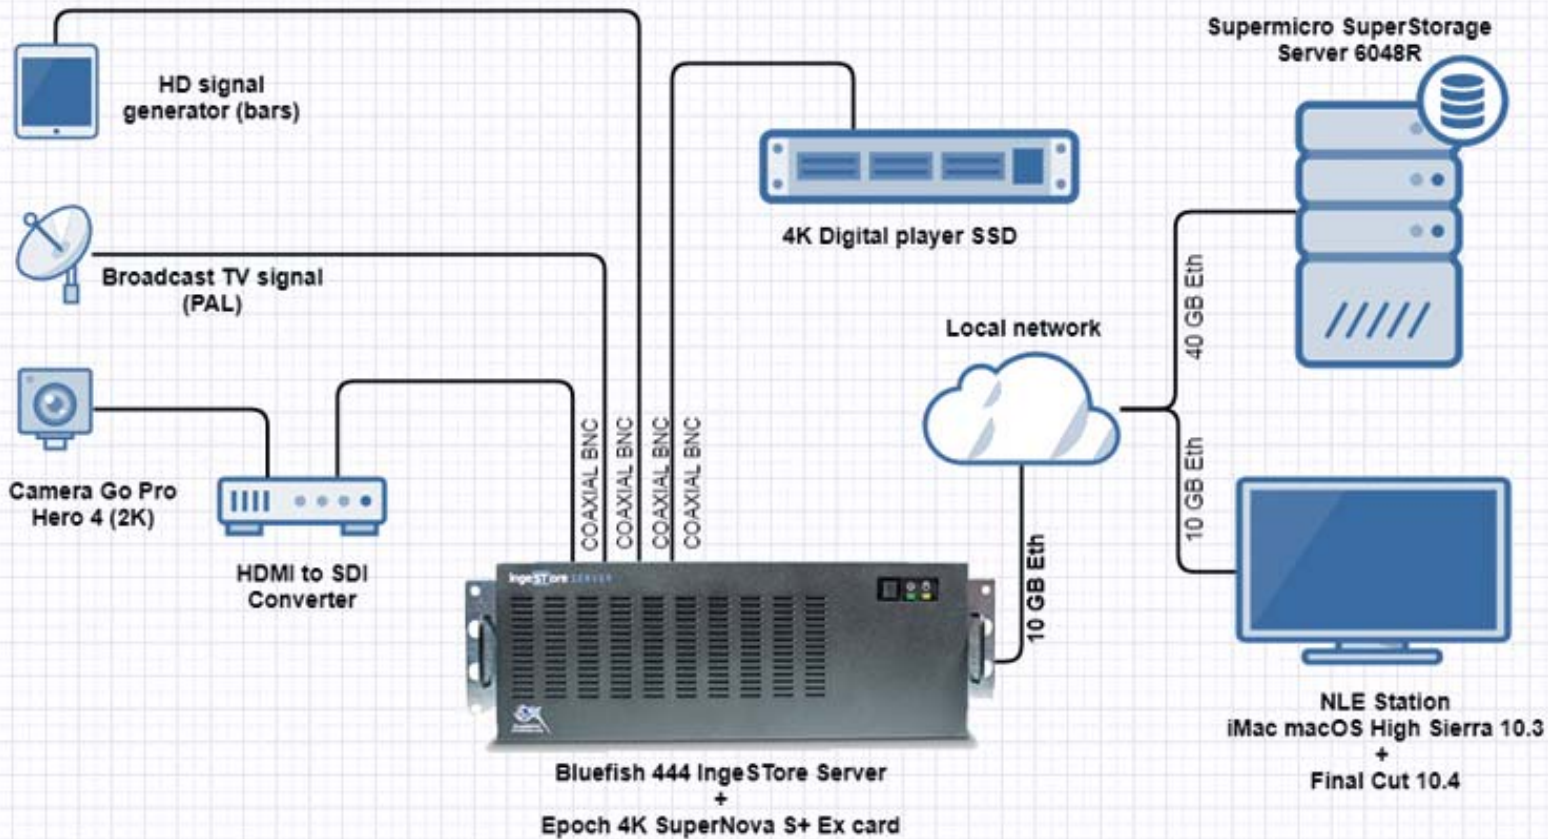 Supermicro SuperStorage
Server 6048R
HD signal
generator (bars)
4K Digital player SSD
Broadcast TV signal
(PAL)
Local network
40 GB Eth
10 GB Eth
Camera Go Pro
Hero 4 (2K)
HDMI to SDI
Converter
COAXIAL BNC
COAXIAL BNC
COAXIAL BNC
COAXIAL BNC
10 GB Eth
IngeSTore SERVER
NLE Station
iMac macOS High Sierra 10.3
+
Final Cut 10.4
Bluefish 444 IngeSTore Server
+
Epoch 4K SuperNova S+ Ex card